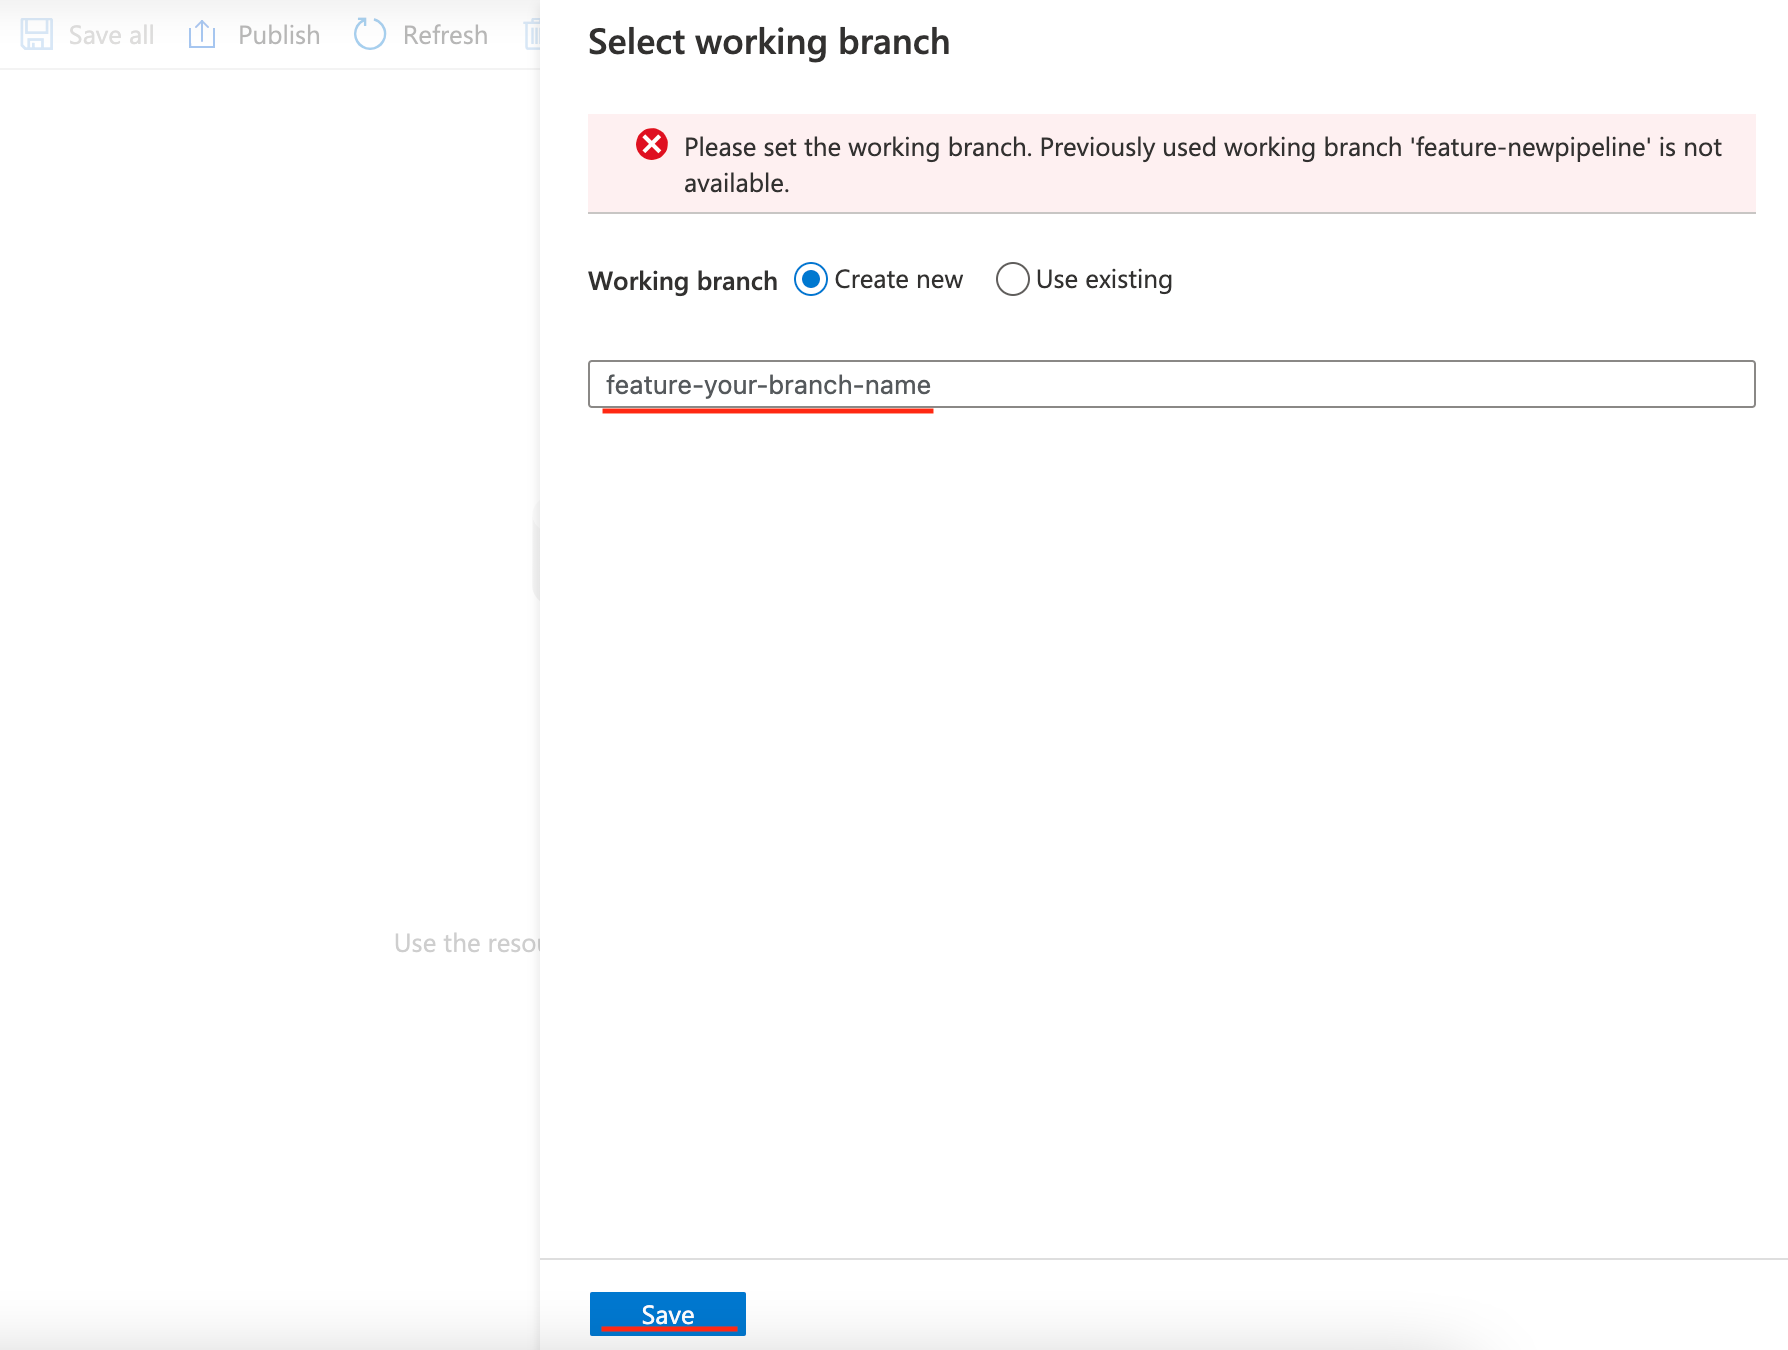 Save all Publish Refresh
Select working branch
Please set the working branch. Previously used working branch 'feature-newpipeline' is not
available.
Working branch Create new Use existing
feature-your-branch-name
Use the
Save